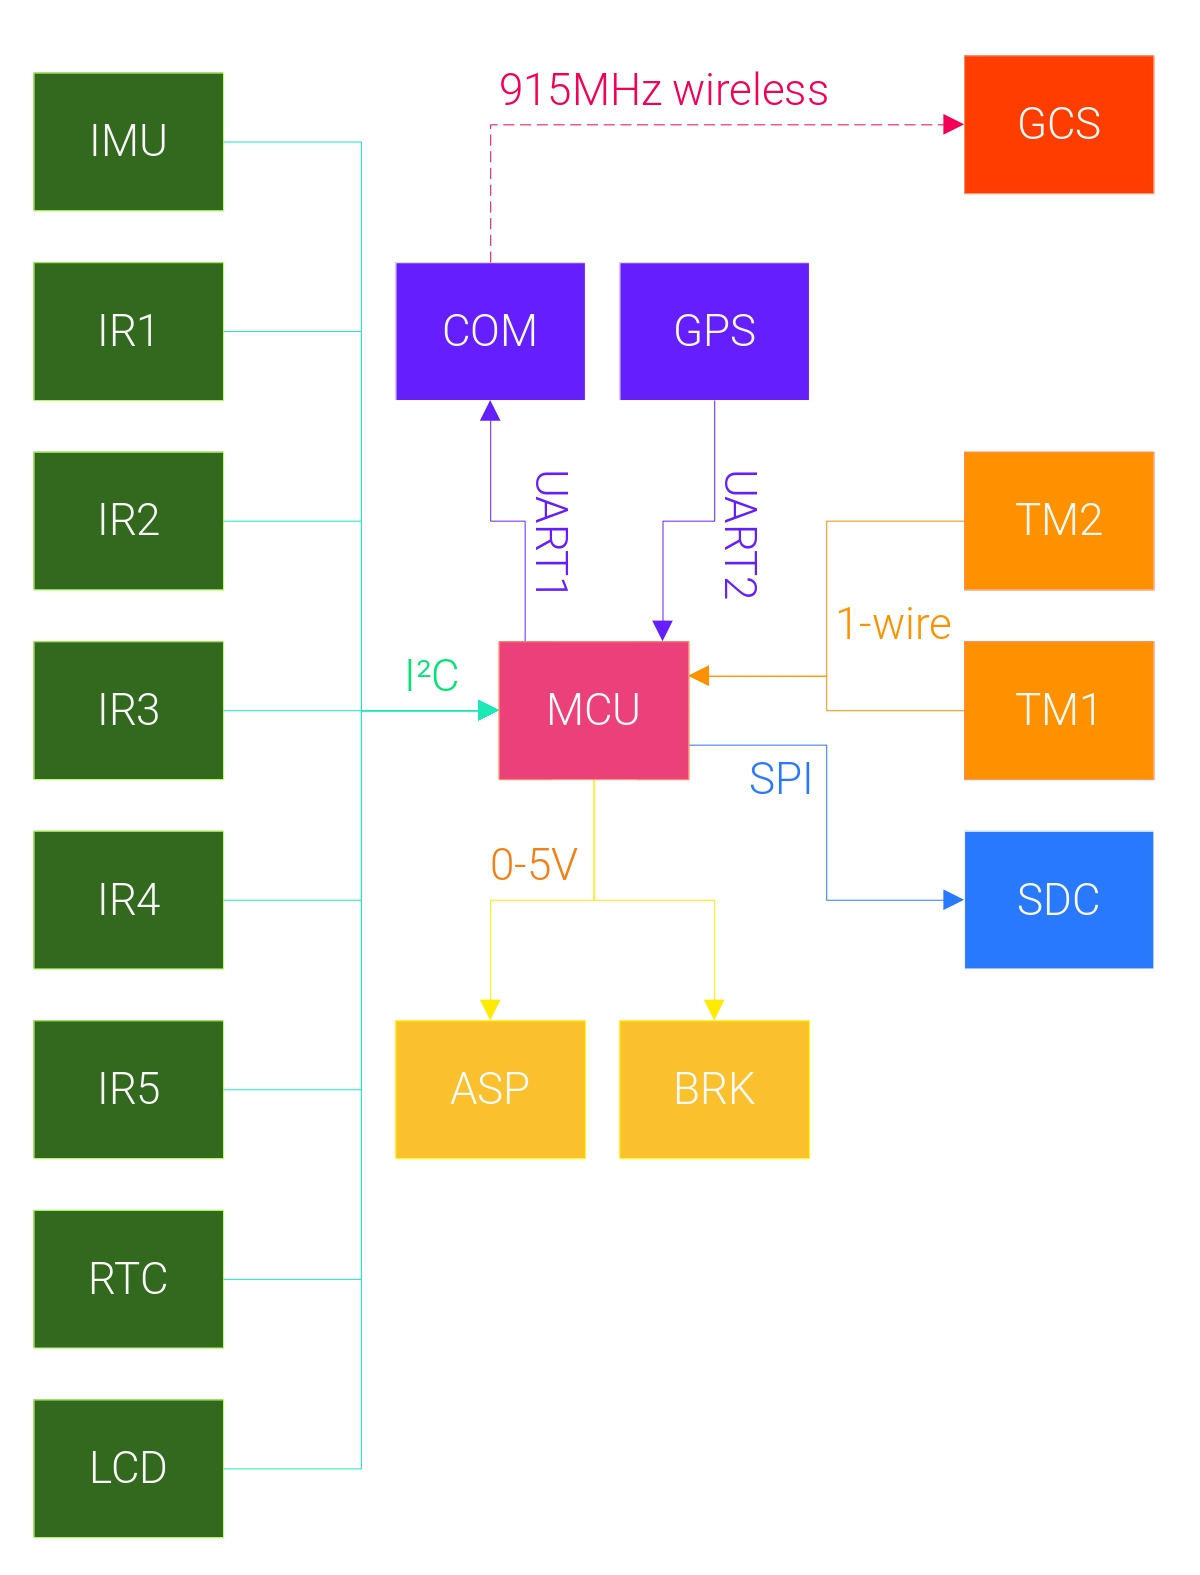 915MHz wireless
GCS
IMU
IR1
COM
GPS
IR2
UART1
UART2
TM2
1-wire
IR3
I²C
MCU
TM1
SPI
0-5V
IR4
SDC
IR5
ASP
BRK
RTC
LCD